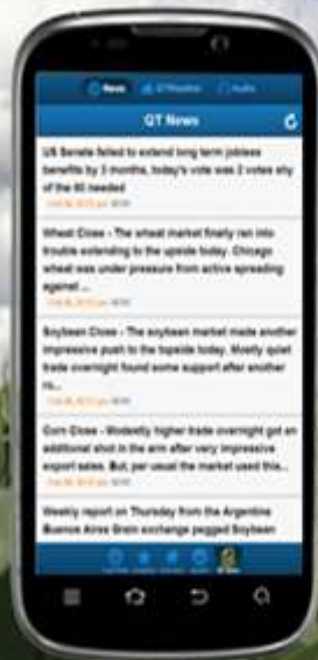 News
Audio
QT News
US Senate failed to extend long term jobless
benefits by 3 months, today's vote was 2 votes shy
of the 60 needed
Wheat Close - The wheat market finally ran into
trouble extending to the upside today. Chicago
wheat was under pressure from active spreading
against ...
Soybean Close - The soybean market made another
impressive push to the topside today. Mostly quiet
trade overnight found some support after another
ro...
Corn Close - Modestly higher trade overnight got an
additional shot in the arm after very impressive
export sales. But, per usual the market used this...
Weekly report on Thursday from the Argentine
Buenos Aires Grain exchange pegged Soybean